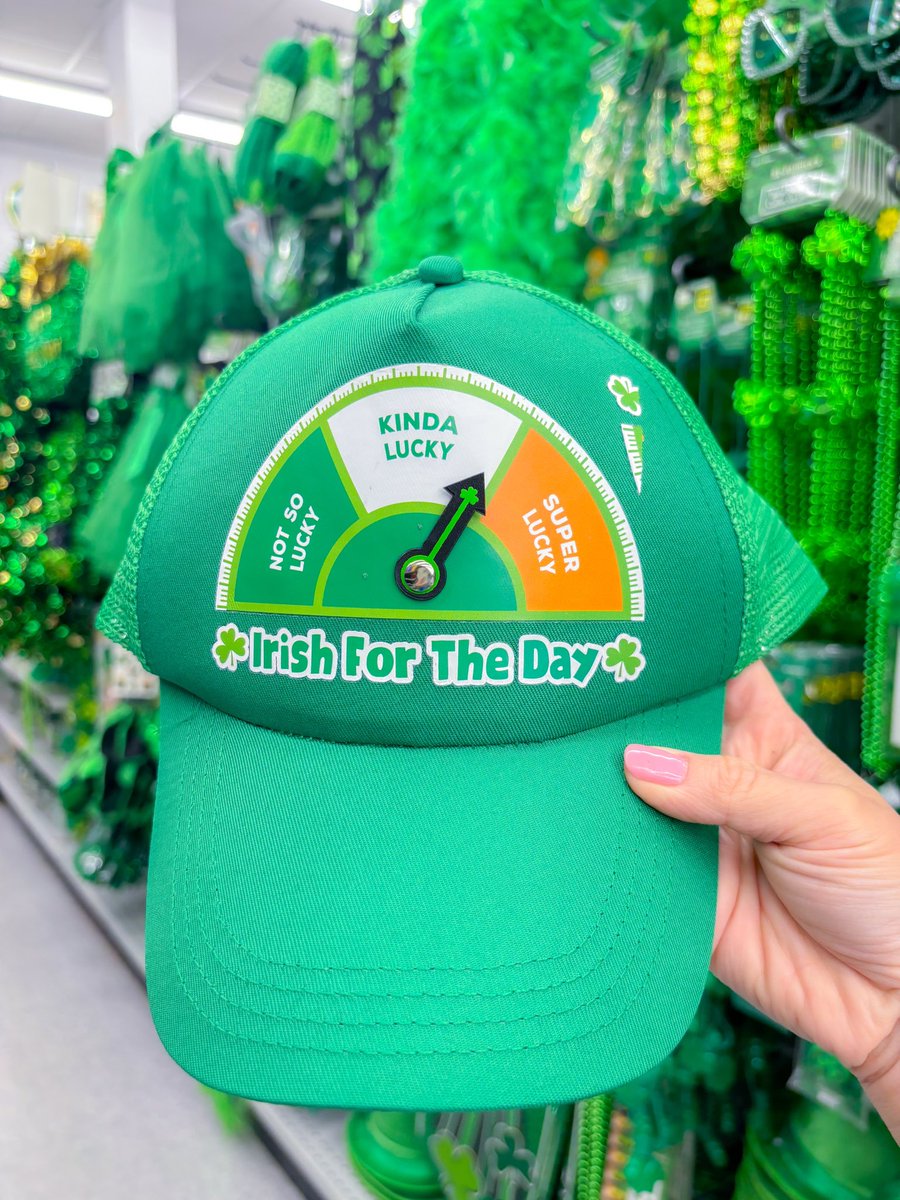 KINDA
LUCKY
NOT SO
LUCKY
SUPER
LUCKY
Irish For The Day